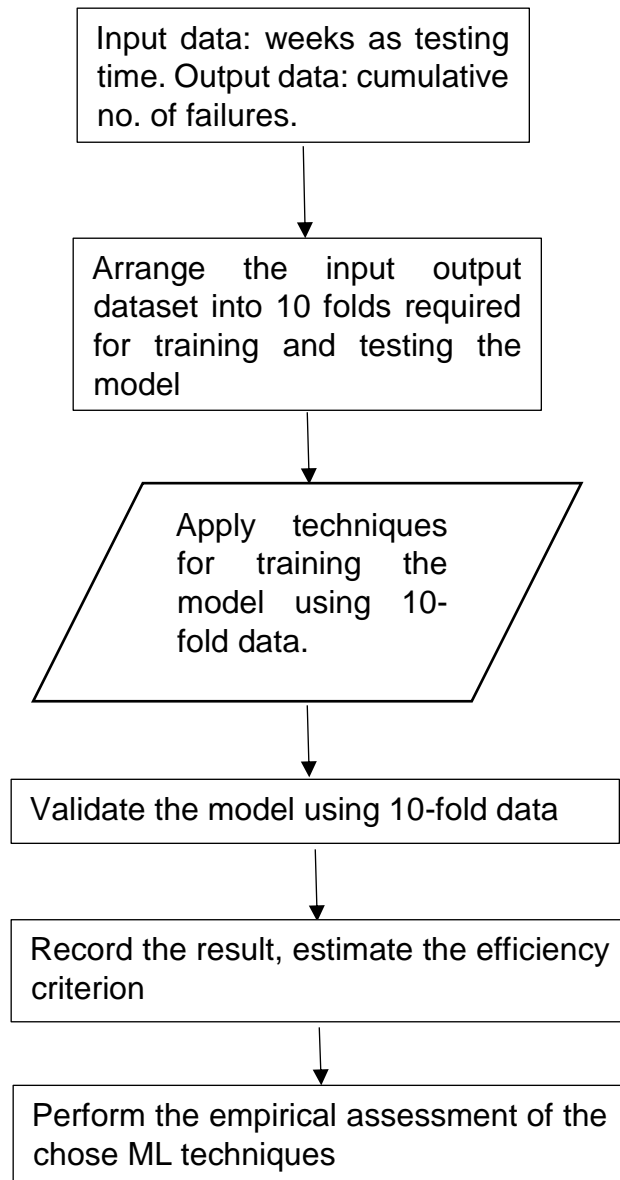 Input data: weeks as testing
time. Output data: cumulative
no. of failures.
Arrange the input output
dataset into 10 folds required
for training and testing the
model
Apply techniques
for training the
model using 10-
fold data.
Validate the model using 10-fold data
Record the result, estimate the efficiency
criterion
Perform the empirical assessment of the
chose ML techniques